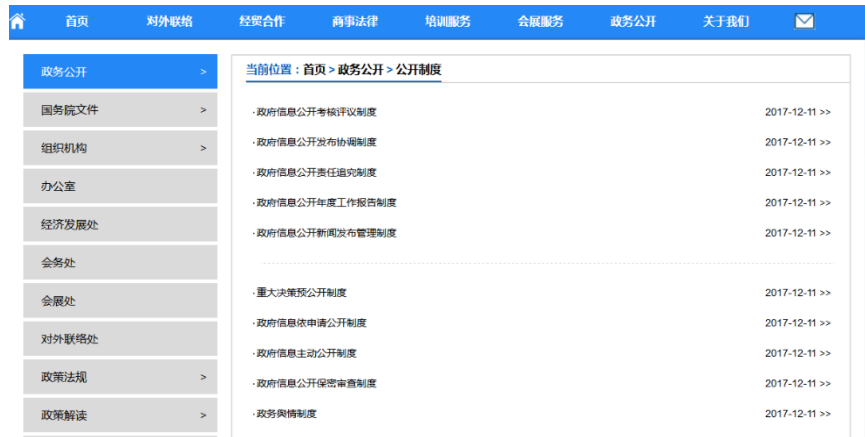 首页 对外联络 经贸合作 商事法律 培训服务 会展服务 政务公开 关于我们
政务公开 >
国务院文件 >
组织机构 >
办公室
经济发展处
会务处
会展处
对外联络处
政策法规 >
政策解读 >
当前位置：首页 > 政务公开 > 公开制度
·政府信息公开考核评议制度 2017-12-11 >>
·政府信息公开发布协调制度 2017-12-11 >>
·政府信息公开责任追究制度 2017-12-11 >>
·政府信息公开年度工作报告制度 2017-12-11 >>
·政府信息公开新闻发布管理制度 2017-12-11 >>
·重大决策预公开制度 2017-12-11 >>
·政府信息依申请公开制度 2017-12-11 >>
·政府信息主动公开制度 2017-12-11 >>
·政府信息公开保密审查制度 2017-12-11 >>
·政务舆情制度 2017-12-11 >>